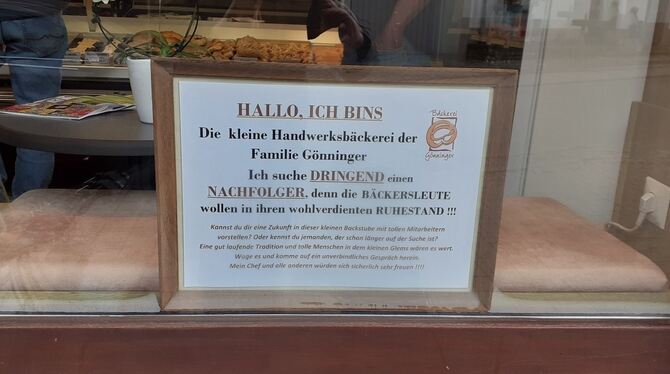 HALLO, ICH BINS
Die kleine Handwerksbäckerei der
Familie Gönninger
Ich suche DRINGEND einen
NACHFOLGER, denn die BÄCKERSLEUTE
wollen in ihren wohlverdienten RUHESTAND !!!
Kannst du dir eine Zukunft in dieser kleinen Backstube mit tollen Mitarbeitern
vorstellen? Oder kennst du jemanden, der schon länger auf der Suche ist?
Eine gut laufende Tradition und tolle Menschen in dem kleinen Glems wären es wert.
Wage es und komme auf ein unverbindliches Gespräch herein.
Mein Chef und alle anderen würden sich sicherlich sehr freuen !!!!
Bäckerei
Gönninger